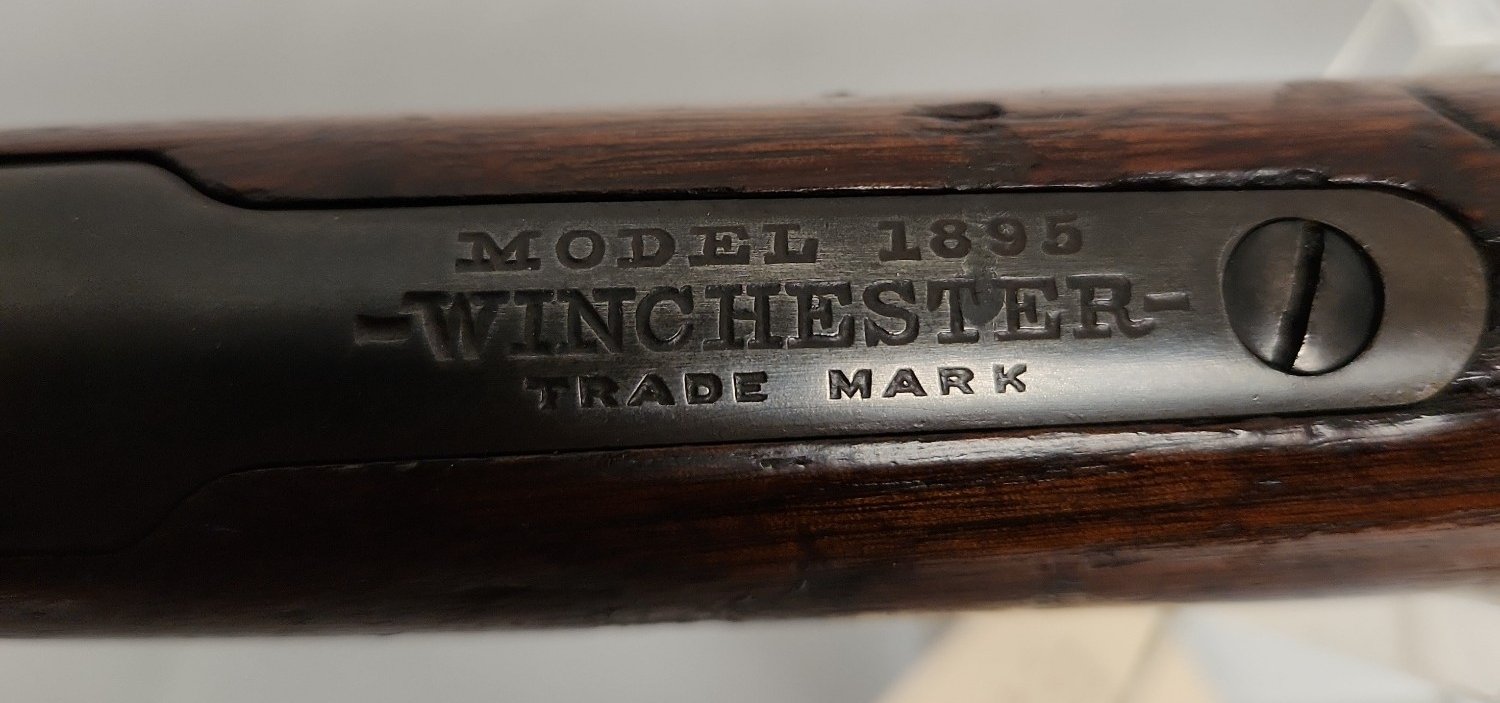 MODEL 1895
-WINCHESTER-
TRADE MARK